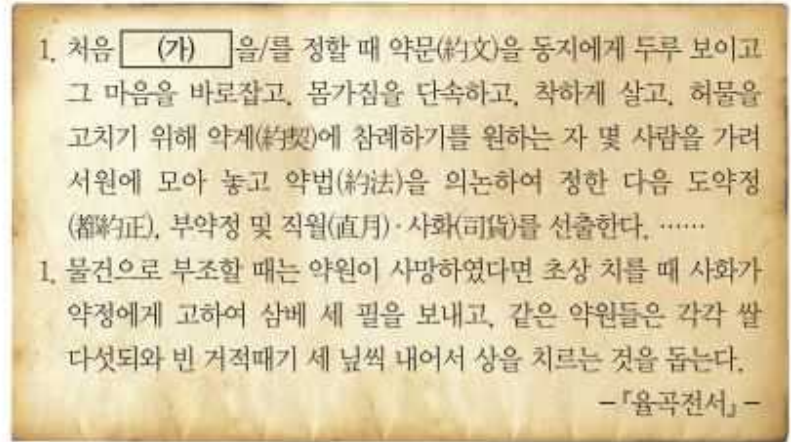 1. 처음 (가) 을/를 정할 때 약문(約文)을 동지에게 두루 보이고
그 마음을 바로잡고, 몸가짐을 단속하고, 착하게 살고, 허물을
고치기 위해 약계(約契)에 참례하기를 원하는 자 몇 사람을 가려
서원에 모아 놓고 약법(約法)을 의논하여 정한 다음 도약정
(都約正), 부약정 및 직월(直月)·사화(司貨)를 선출한다. ……
1. 물건으로 부조할 때는 약원이 사망하였다면 초상 치를 때 사화가
약정에게 고하여 삼베 세 필을 보내고, 같은 약원들은 각각 쌀
다섯되와 빈 거적때기 세 닢씩 내어서 상을 치르는 것을 돕는다.
-『율곡전서』-